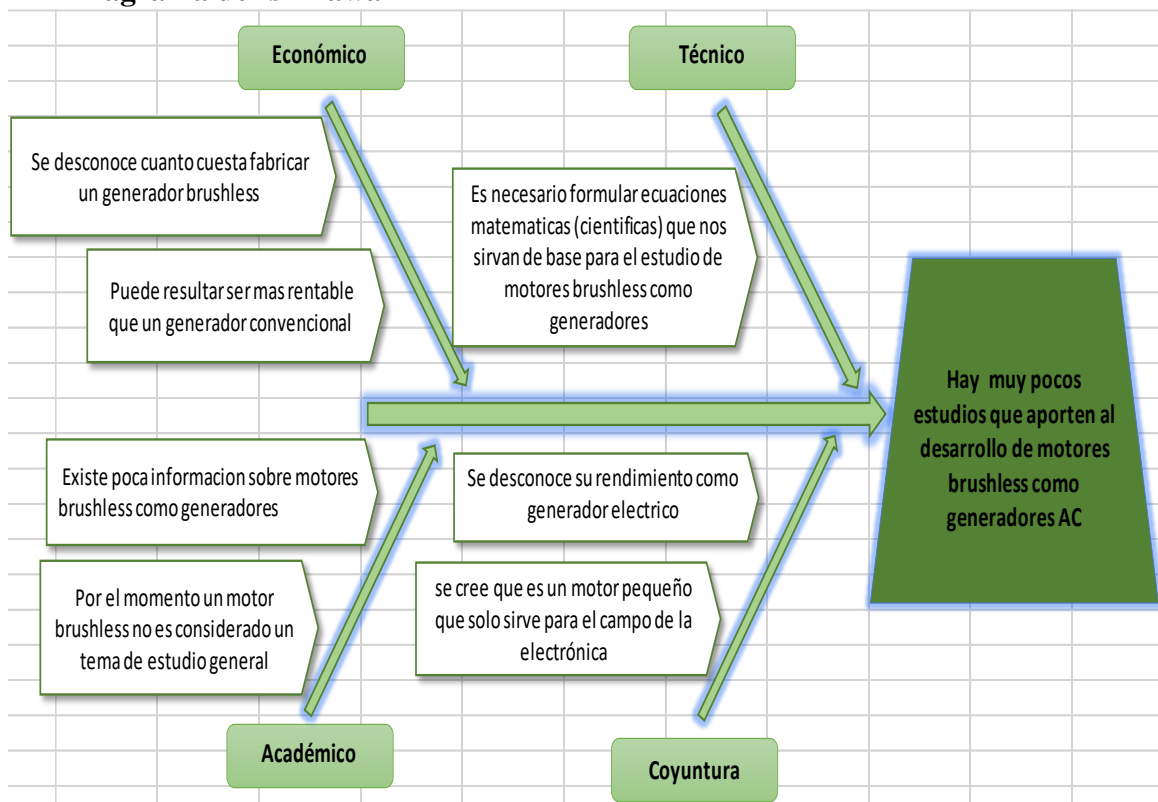 Económico
Técnico
Se desconoce cuanto cuesta fabricar
un generador brushless
Es necesario formular ecuaciones
matematicas (cientificas) que nos
sirvan de base para el estudio de
motores brushless como
generadores
Puede resultar ser mas rentable
que un generador convencional
Hay muy pocos
estudios que aporten al
desarrollo de motores
brushless como
generadores AC
Existe poca informacion sobre motores
brushless como generadores
Se desconoce su rendimiento como
generador electrico
Por el momento un motor
brushless no es considerado un
tema de estudio general
se cree que es un motor pequeño
que solo sirve para el campo de la
electrónica
Académico
Coyuntura